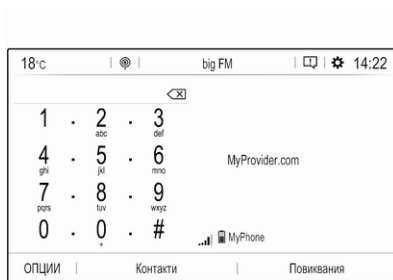 18°C big FM 14:22
1 . 2 . 3
abc def
4 . 5 . 6
ghi jkl mno
7 . 8 . 9
pqrs tuv wxyz
0 . 0 . #
+
MyProvider.com
MyPhone
ОПЦИИ Контакти Повиквания